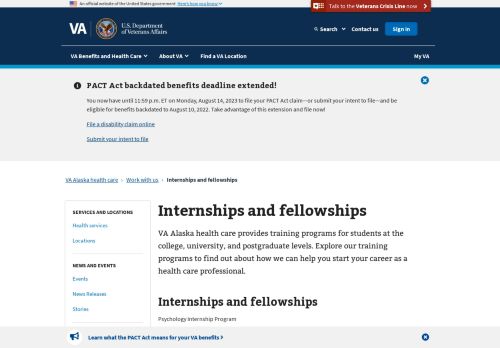 An official website of the United States government Here's how you know
Talk to the Veterans Crisis Line now
VA
U.S. Department
of Veterans Affairs
Search
Contact us
Sign in
VA Benefits and Health Care
About VA
Find a VA Location
My VA
PACT Act backdated benefits deadline extended!
You now have until 11:59 p.m. ET on Monday, August 14, 2023 to file your PACT Act claim—or submit your intent to file—and be
eligible for benefits backdated to August 10, 2022. Take advantage of this extension and file now!
File a disability claim online
Submit your intent to file
VA Alaska health care › Work with us › Internships and fellowships
SERVICES AND LOCATIONS
Health services
Locations
NEWS AND EVENTS
Events
News Releases
Stories
Internships and fellowships
VA Alaska health care provides training programs for students at the
college, university, and postgraduate levels. Explore our training
programs to find out about how we can help you start your career as a
health care professional.
Internships and fellowships
Psychology Internship Program
Learn what the PACT Act means for your VA benefits